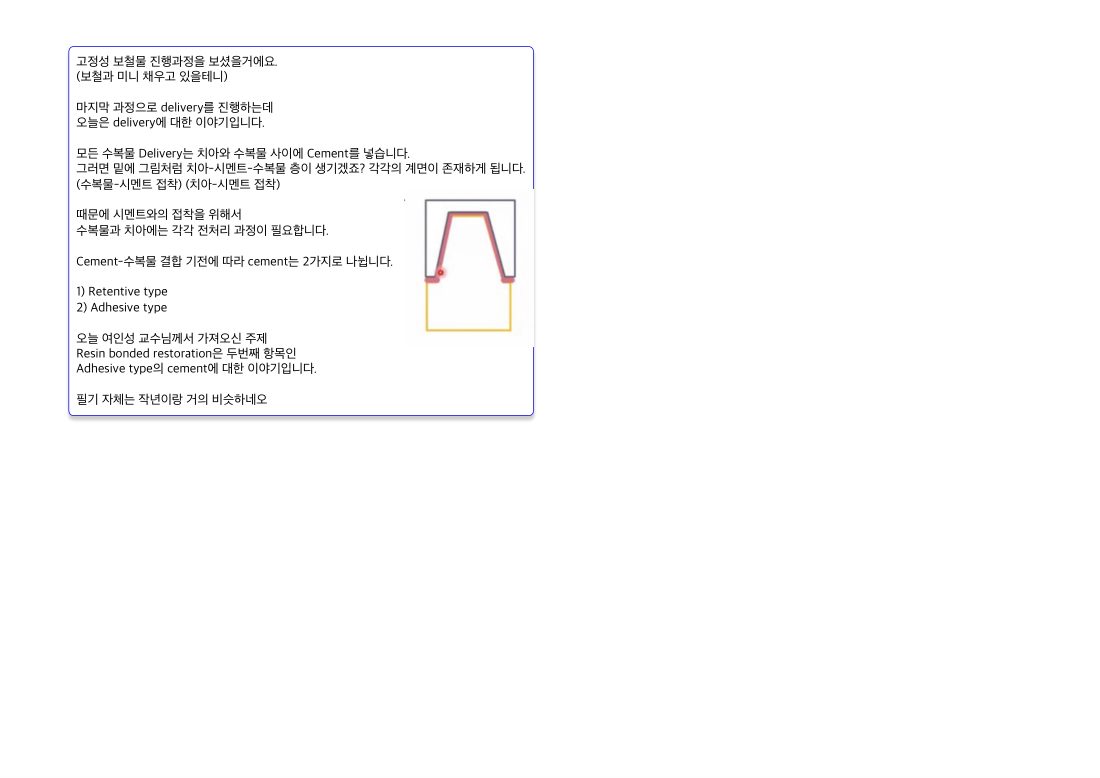 고정성 보철물 진행과정을 보셨을거에요.
(보철과 미니 채우고 있을테니)
마지막 과정으로 delivery를 진행하는데
오늘은 delivery에 대한 이야기입니다.
모든 수복물 Delivery는 치아와 수복물 사이에 Cement를 넣습니다.
그러면 밑에 그림처럼 치아-시멘트-수복물 층이 생기겠죠? 각각의 계면이 존재하게 됩니다.
(수복물-시멘트 접착) (치아-시멘트 접착)
때문에 시멘트와의 접착을 위해서
수복물과 치아에는 각각 전처리 과정이 필요합니다.
Cement-수복물 결합 기전에 따라 cement는 2가지로 나뉩니다.
1) Retentive type
2) Adhesive type
오늘 여인성 교수님께서 가져오신 주제
Resin bonded restoration은 두번째 항목인
Adhesive type의 cement에 대한 이야기입니다.
필기 자체는 작년이랑 거의 비슷하네오